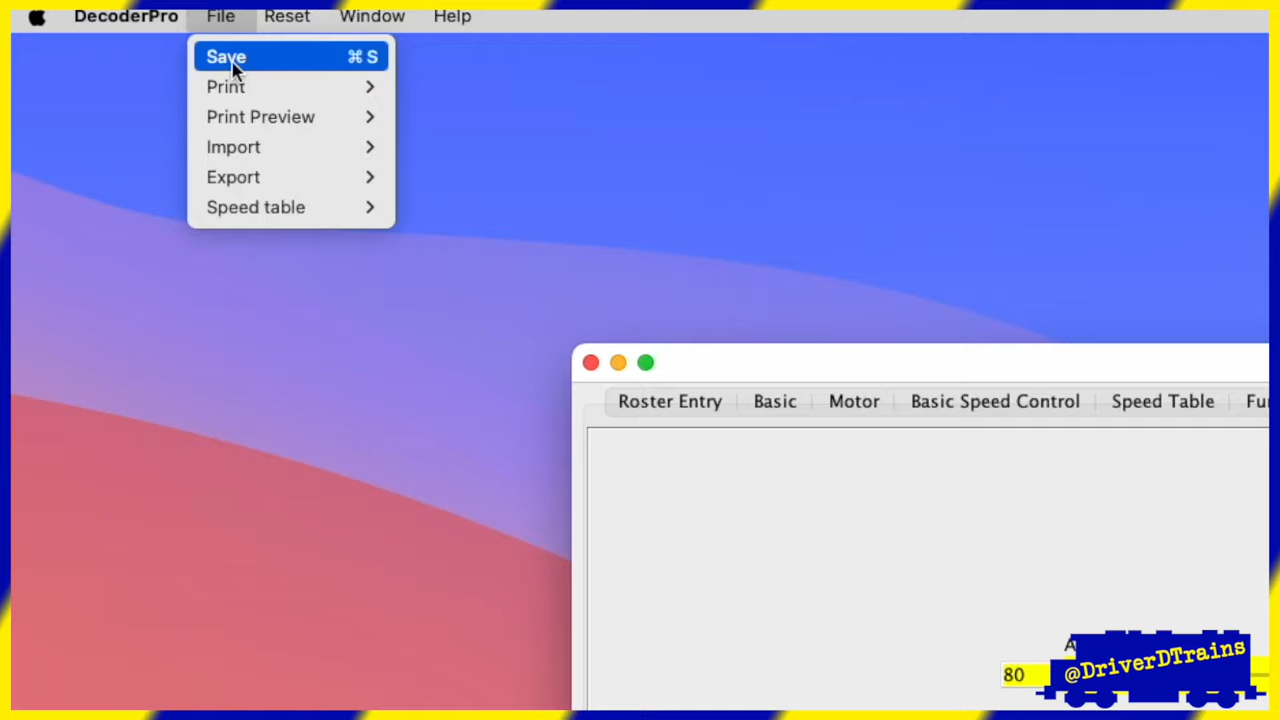 DecoderPro File Reset Window Help
Save ⌘ S
Print
Print Preview
Import
Export
Speed table
Roster Entry Basic Motor Basic Speed Control Speed Table Fu
80
@DriverDTrains